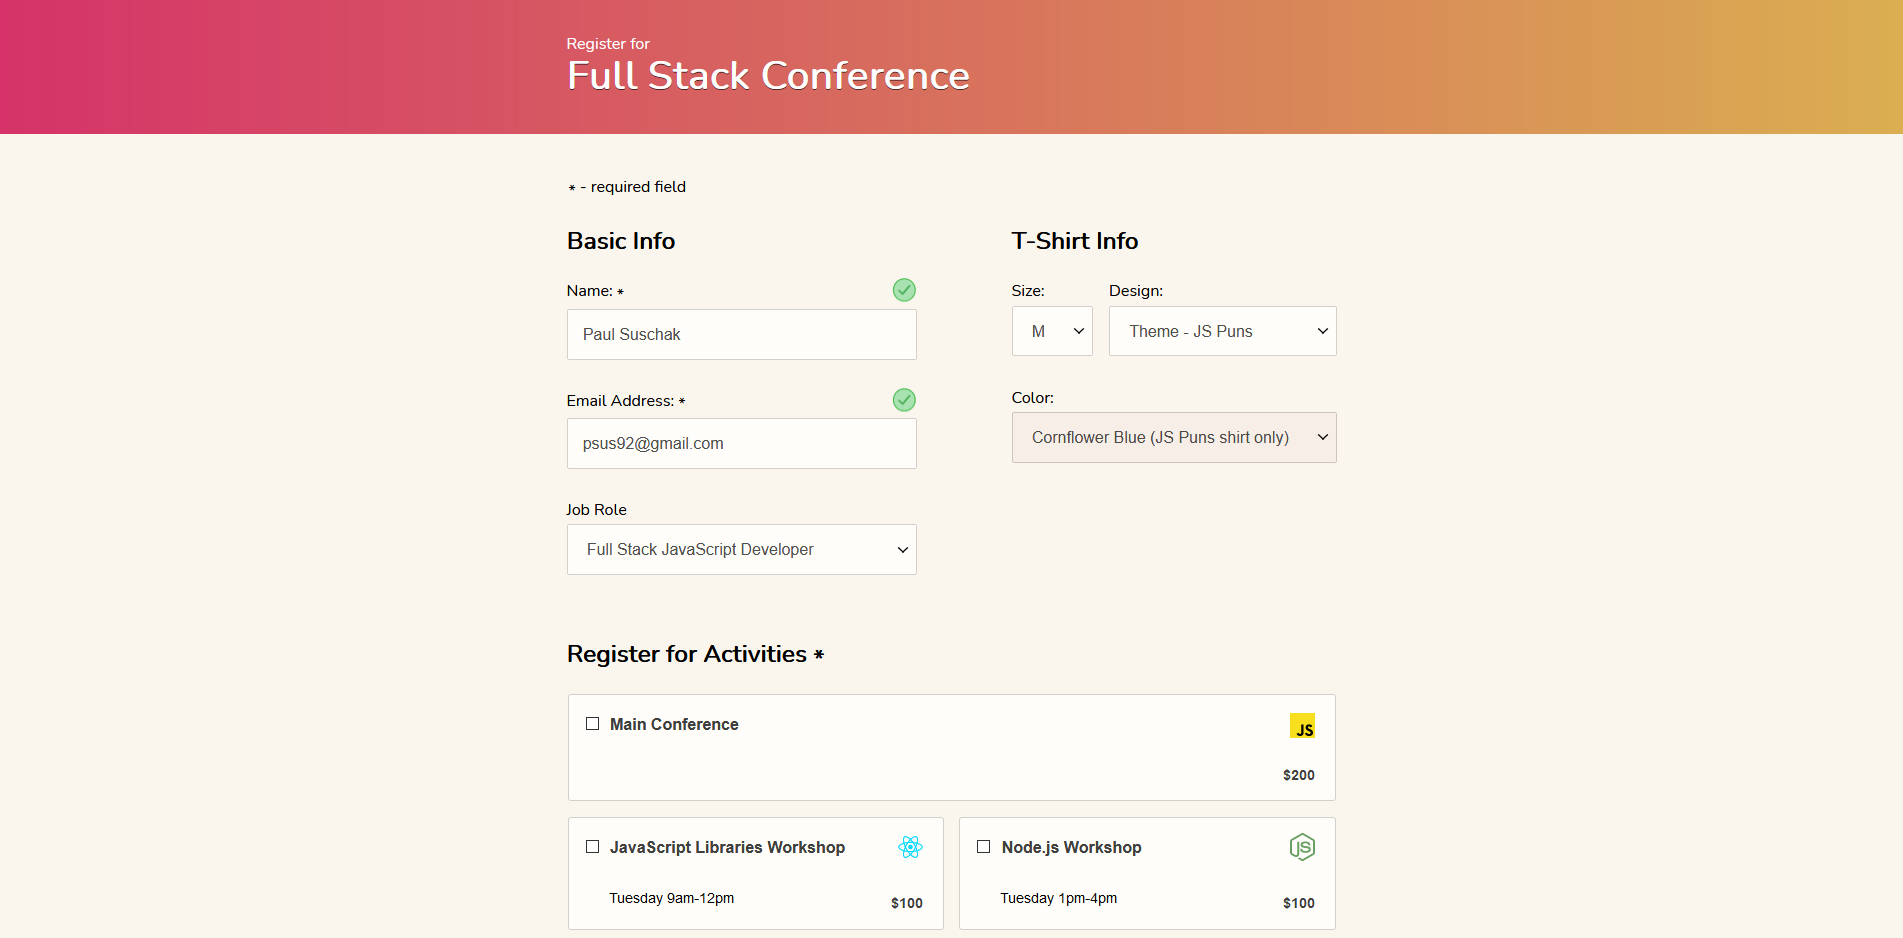 Register for
Full Stack Conference
* - required field
Basic Info
Name: *
Paul Suschak
Email Address: *
psus92@gmail.com
Job Role
Full Stack JavaScript Developer
T-Shirt Info
Size:
M
Design:
Theme - JS Puns
Color:
Cornflower Blue (JS Puns shirt only)
Register for Activities *
Main Conference
JS
$200
JavaScript Libraries Workshop
Tuesday 9am-12pm
$100
Node.js Workshop
JS
Tuesday 1pm-4pm
$100